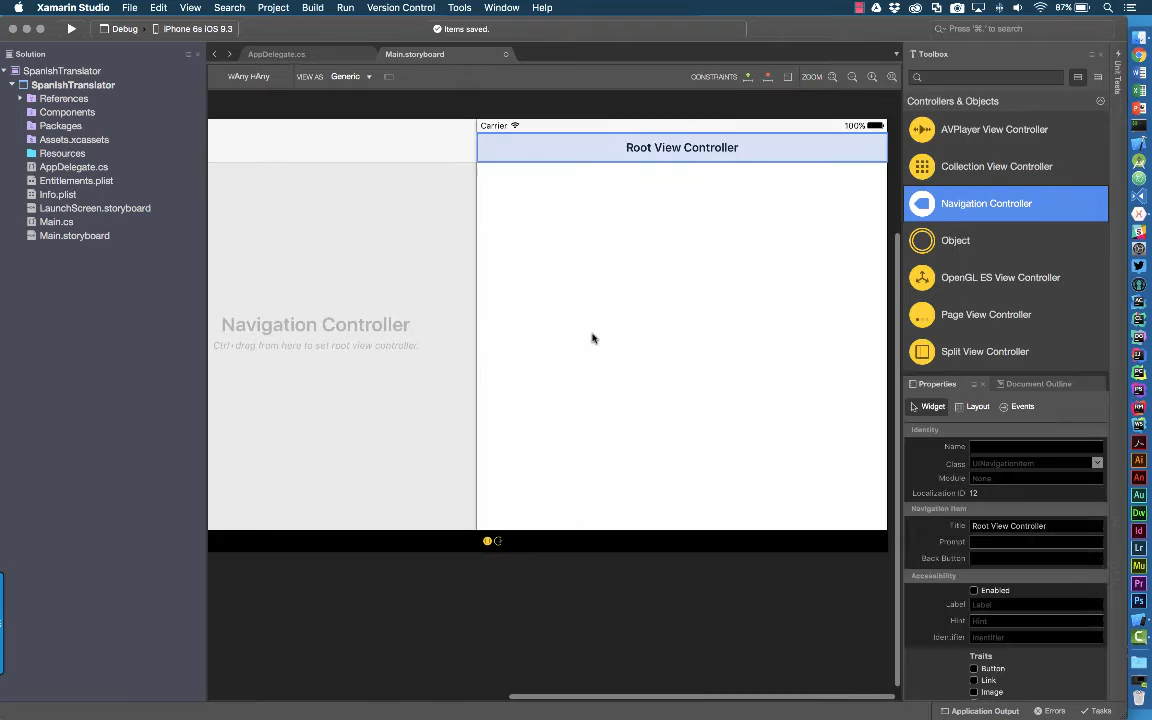 Xamarin Studio File Edit View Search Project Build Run Version Control Tools Window Help 87%
Debug iPhone 6s iOS 9.3 Items saved. Press '⌘.' to search
Solution AppDelegate.cs Main.storyboard Toolbox
SpanishTranslator
SpanishTranslator
References
Components
Packages
Assets.xcassets
Resources
AppDelegate.cs
Entitlements.plist
Info.plist
LaunchScreen.storyboard
Main.cs
Main.storyboard
wAny hAny VIEW AS Generic CONSTRAINTS ZOOM
Carrier 100%
Root View Controller
Navigation Controller
Ctrl+drag from here to set root view controller.
Unit Tests
Controllers & Objects
AVPlayer View Controller
Collection View Controller
Navigation Controller
Object
OpenGL ES View Controller
Page View Controller
Split View Controller
Properties Document Outline
Widget Layout Events
Identity
Name
Class UINavigationItem
Module None
Localization ID 12
Navigation Item
Title Root View Controller
Prompt
Back Button
Accessibility
Enabled
Label Label
Hint Hint
Identifier Identifier
Traits
Button
Link
Image
Application Output Errors Tasks